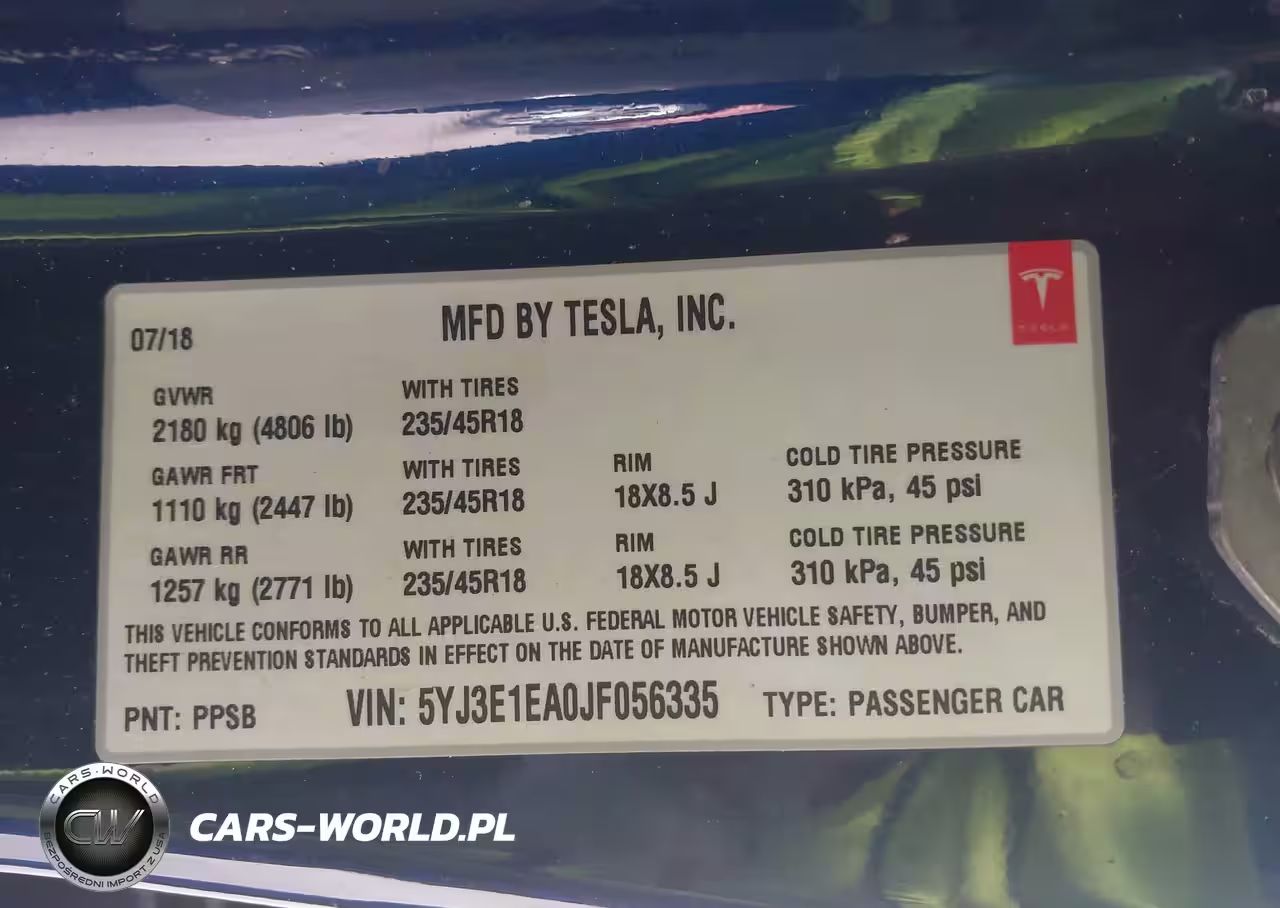 07/18
MFD BY TESLA, INC.
TESLA
GVWR WITH TIRES
2180 kg (4806 lb) 235/45R18
GAWR FRT WITH TIRES RIM COLD TIRE PRESSURE
1110 kg (2447 lb) 235/45R18 18X8.5 J 310 kPa, 45 psi
GAWR RR WITH TIRES RIM COLD TIRE PRESSURE
1257 kg (2771 lb) 235/45R18 18X8.5 J 310 kPa, 45 psi
THIS VEHICLE CONFORMS TO ALL APPLICABLE U.S. FEDERAL MOTOR VEHICLE SAFETY, BUMPER, AND
THEFT PREVENTION STANDARDS IN EFFECT ON THE DATE OF MANUFACTURE SHOWN ABOVE.
PNT: PPSB VIN: 5YJ3E1EA0JF056335 TYPE: PASSENGER CAR
CARS-WORLD
CW
BEZPOŚREDNI IMPORT Z USA
CARS-WORLD.PL